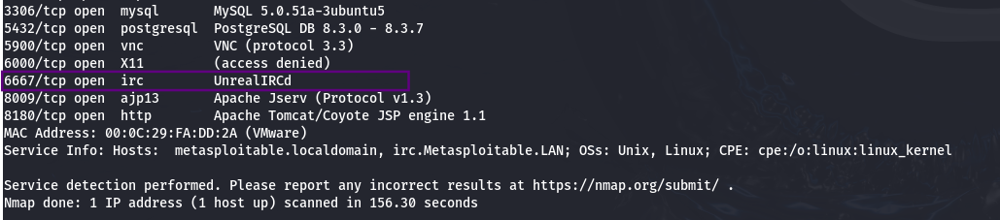 3306/tcp open  mysql       MySQL 5.0.51a-3ubuntu5
5432/tcp open  postgresql  PostgreSQL DB 8.3.0 - 8.3.7
5900/tcp open  vnc         VNC (protocol 3.3)
6000/tcp open  X11         (access denied)
6667/tcp open  irc         UnrealIRCd
8009/tcp open  ajp13       Apache Jserv (Protocol v1.3)
8180/tcp open  http        Apache Tomcat/Coyote JSP engine 1.1
MAC Address: 00:0C:29:FA:DD:2A (VMware)
Service Info: Hosts:  metasploitable.localdomain, irc.Metasploitable.LAN; OSs: Unix, Linux; CPE: cpe:/o:linux:linux_kernel
Service detection performed. Please report any incorrect results at https://nmap.org/submit/ .
Nmap done: 1 IP address (1 host up) scanned in 156.30 seconds